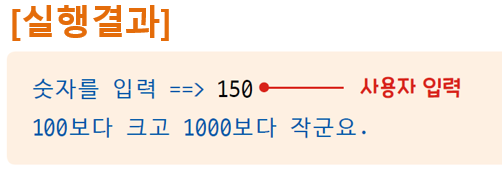 [실행결과]
숫자를 입력 ==> 150 사용자 입력
100보다 크고 1000보다 작군요.